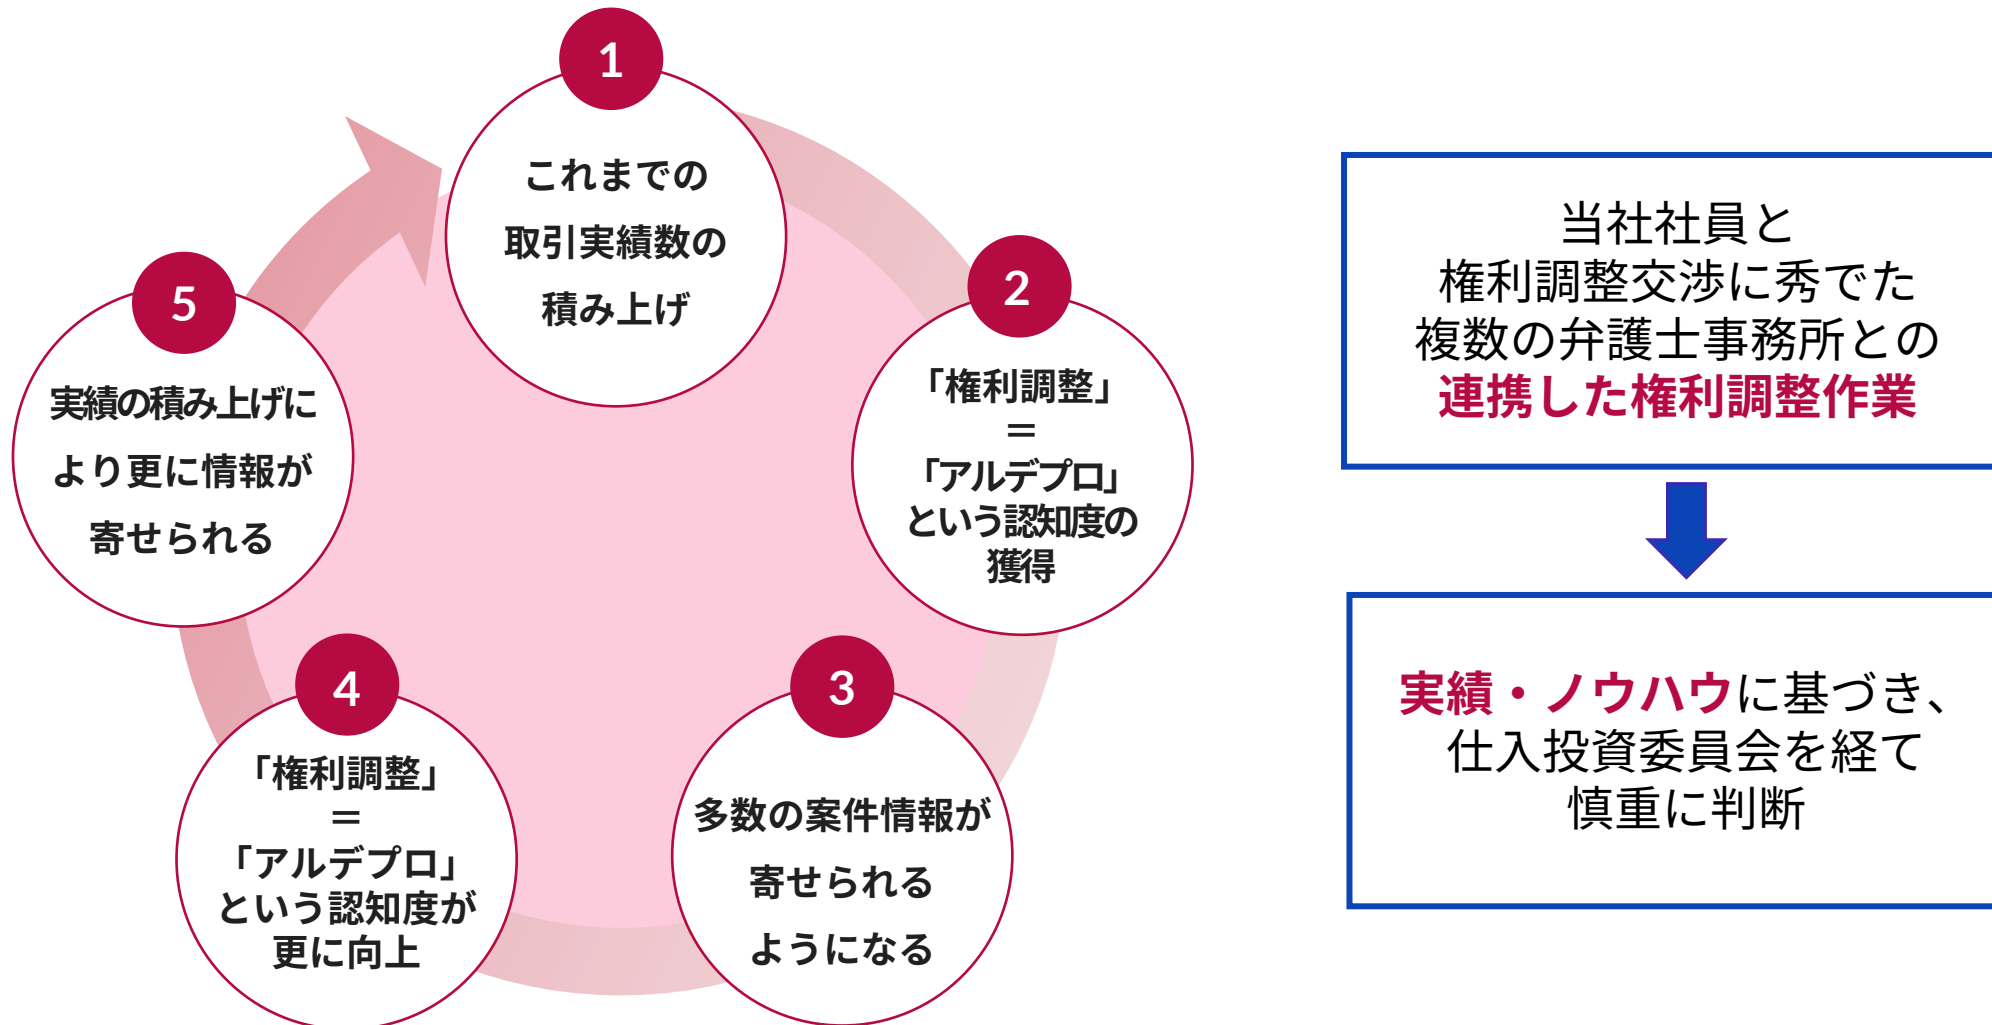 1
これまでの
取引実績数の
積み上げ
2
「権利調整」
＝
「アルデプロ」
という認知度の
獲得
3
多数の案件情報が
寄せられる
ようになる
4
「権利調整」
＝
「アルデプロ」
という認知度が
更に向上
5
実績の積み上げに
より更に情報が
寄せられる
当社社員と
権利調整交渉に秀でた
複数の弁護士事務所との
連携した権利調整作業
実績・ノウハウに基づき、
仕入投資委員会を経て
慎重に判断